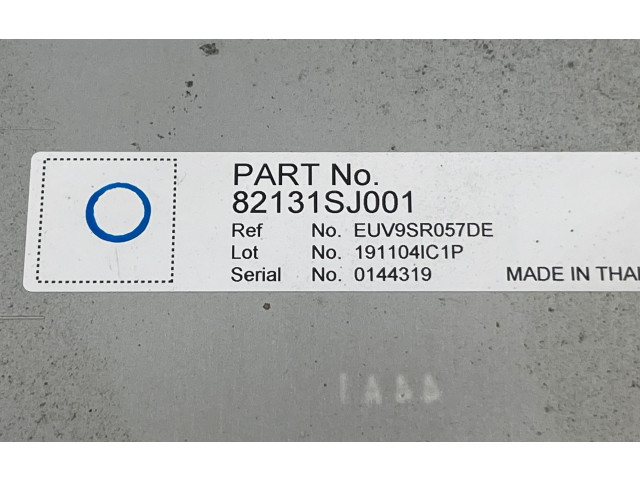 PART No.
82131SJ001
Ref No. EUV9SR057DE
Lot No. 191104IC1P
Serial No. 0144319 MADE IN THAI